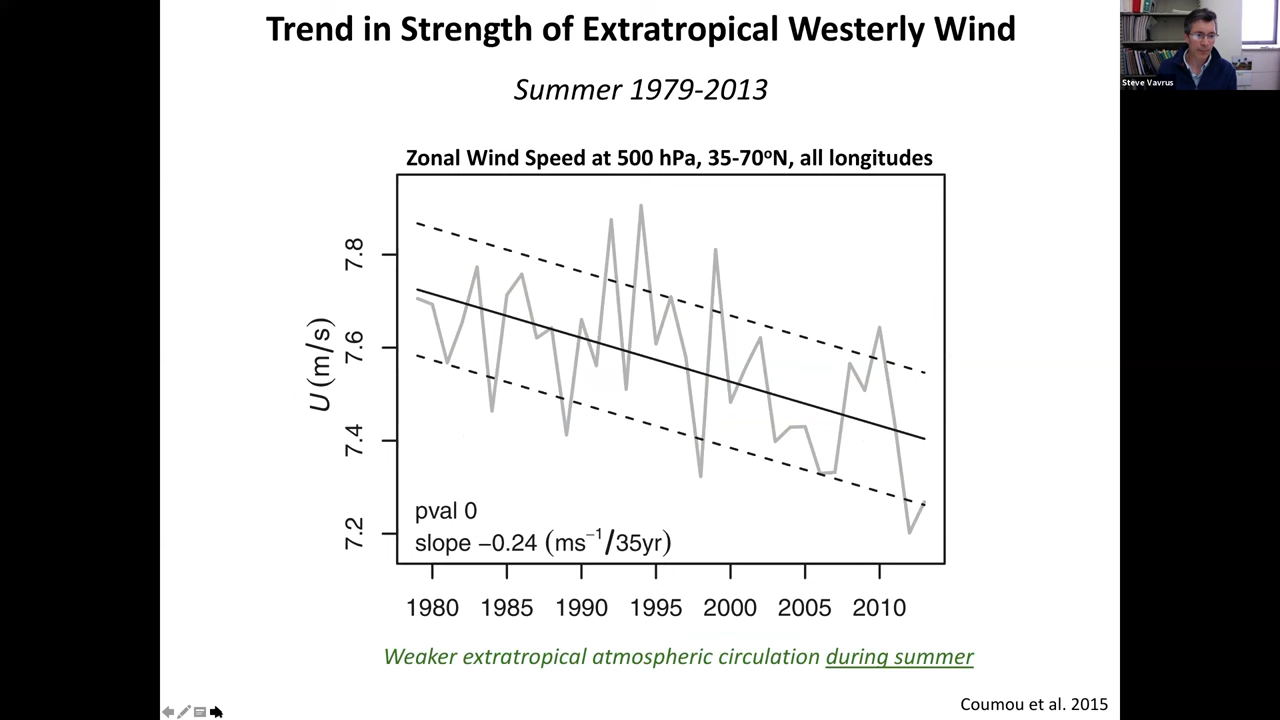 Trend in Strength of Extratropical Westerly Wind
Steve Vavrus
Summer 1979-2013
Zonal Wind Speed at 500 hPa, 35-70ºN, all longitudes
U (m/s)
7.8
7.6
7.4
7.2
pval 0
slope −0.24 (ms⁻¹/35yr)
1980 1985 1990 1995 2000 2005 2010
Weaker extratropical atmospheric circulation during summer
Coumou et al. 2015